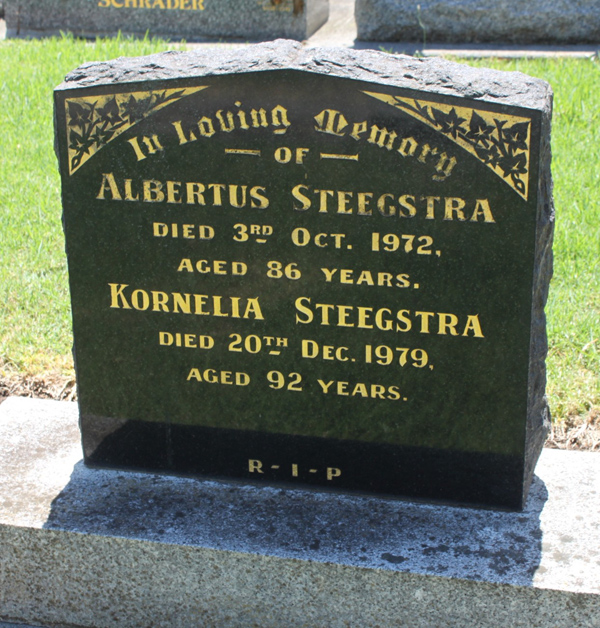 SCHRADER
In Loving Memory
— OF —
ALBERTUS STEEGSTRA
DIED 3RD OCT. 1972,
AGED 86 YEARS.
KORNELIA STEEGSTRA
DIED 20TH DEC. 1979,
AGED 92 YEARS.
R-I-P